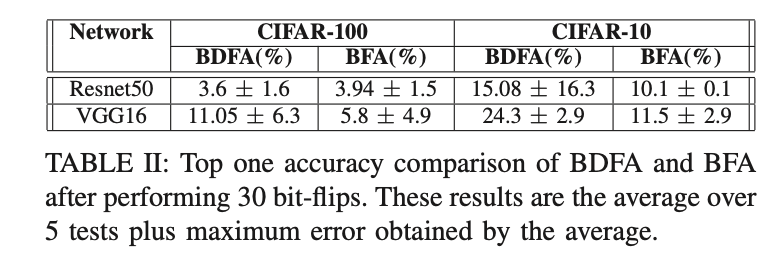 Network CIFAR-100 CIFAR-10
BDFA(%) BFA(%) BDFA(%) BFA(%)
Resnet50 3.6 ± 1.6 3.94 ± 1.5 15.08 ± 16.3 10.1 ± 0.1
VGG16 11.05 ± 6.3 5.8 ± 4.9 24.3 ± 2.9 11.5 ± 2.9
TABLE II: Top one accuracy comparison of BDFA and BFA
after performing 30 bit-flips. These results are the average over
5 tests plus maximum error obtained by the average.